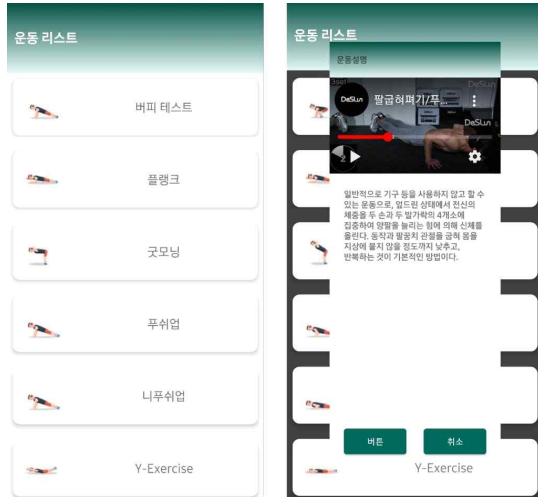 운동 리스트
버피 테스트
플랭크
굿모닝
푸쉬업
니푸쉬업
Y-Exercise
운동 리스트
운동설명
3set
DeSLun
팔굽혀펴기/푸...
DeSLun
DeSLun
2
일반적으로 기구 등을 사용하지 않고 할 수
있는 운동으로, 엎드린 상태에서 전신의
체중을 두 손과 두 발가락의 4개소에
집중하여 양팔을 늘리는 힘에 의해 신체를
올린다. 동작과 팔꿈치 관절을 굽혀 몸을
지상에 붙지 않을 정도까지 낮추고,
반복하는 것이 기본적인 방법이다.
버튼
취소
Y-Exercise